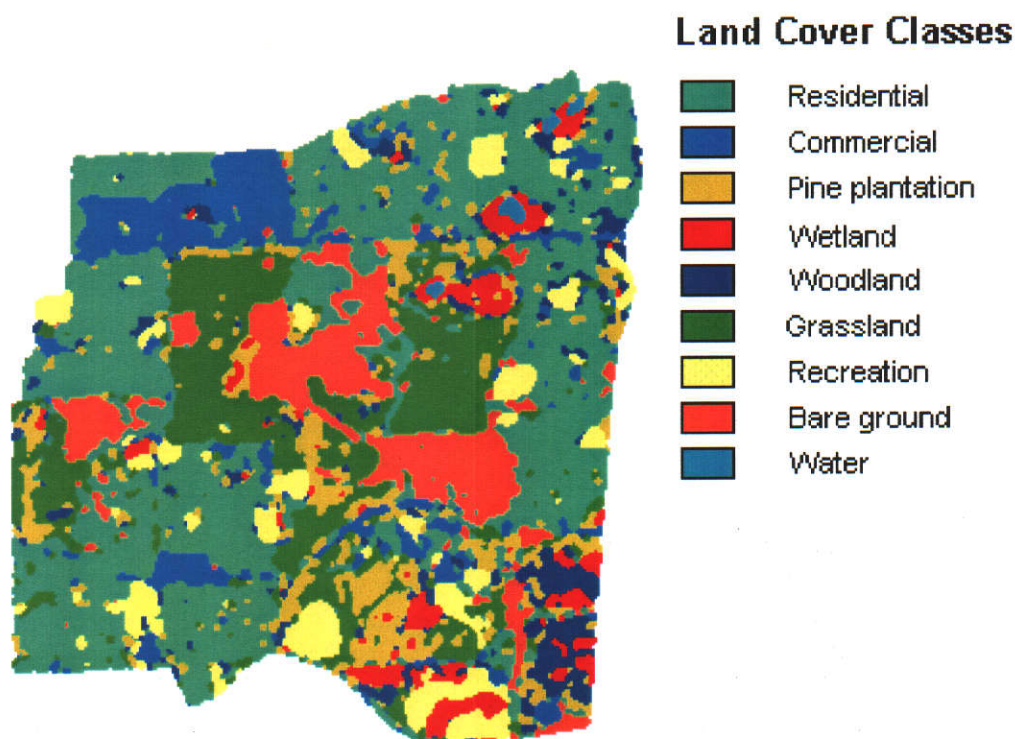 Land Cover Classes
Residential
Commercial
Pine plantation
Wetland
Woodland
Grassland
Recreation
Bare ground
Water